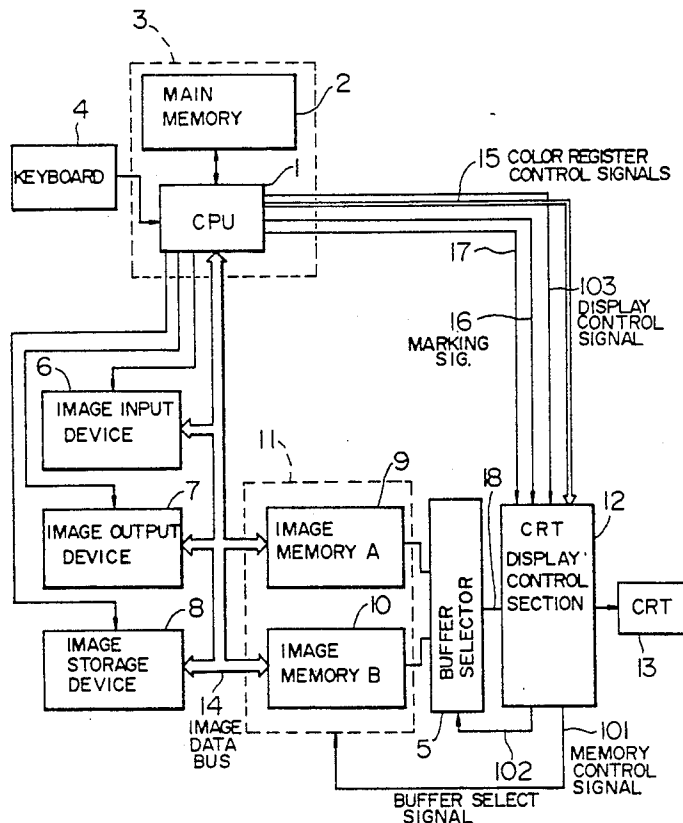 3
MAIN
MEMORY
2
4
KEYBOARD
1
CPU
15 COLOR REGISTER
CONTROL SIGNALS
17
16
MARKING
SIG.
103
DISPLAY
CONTROL
SIGNAL
6
IMAGE INPUT
DEVICE
7
IMAGE OUTPUT
DEVICE
8
IMAGE
STORAGE
DEVICE
14
IMAGE
DATA
BUS
11
9
IMAGE
MEMORY A
10
IMAGE
MEMORY B
BUFFER
SELECTOR
5
18
12
CRT
DISPLAY
CONTROL
SECTION
CRT
13
102
101
MEMORY
CONTROL
SIGNAL
BUFFER SELECT
SIGNAL